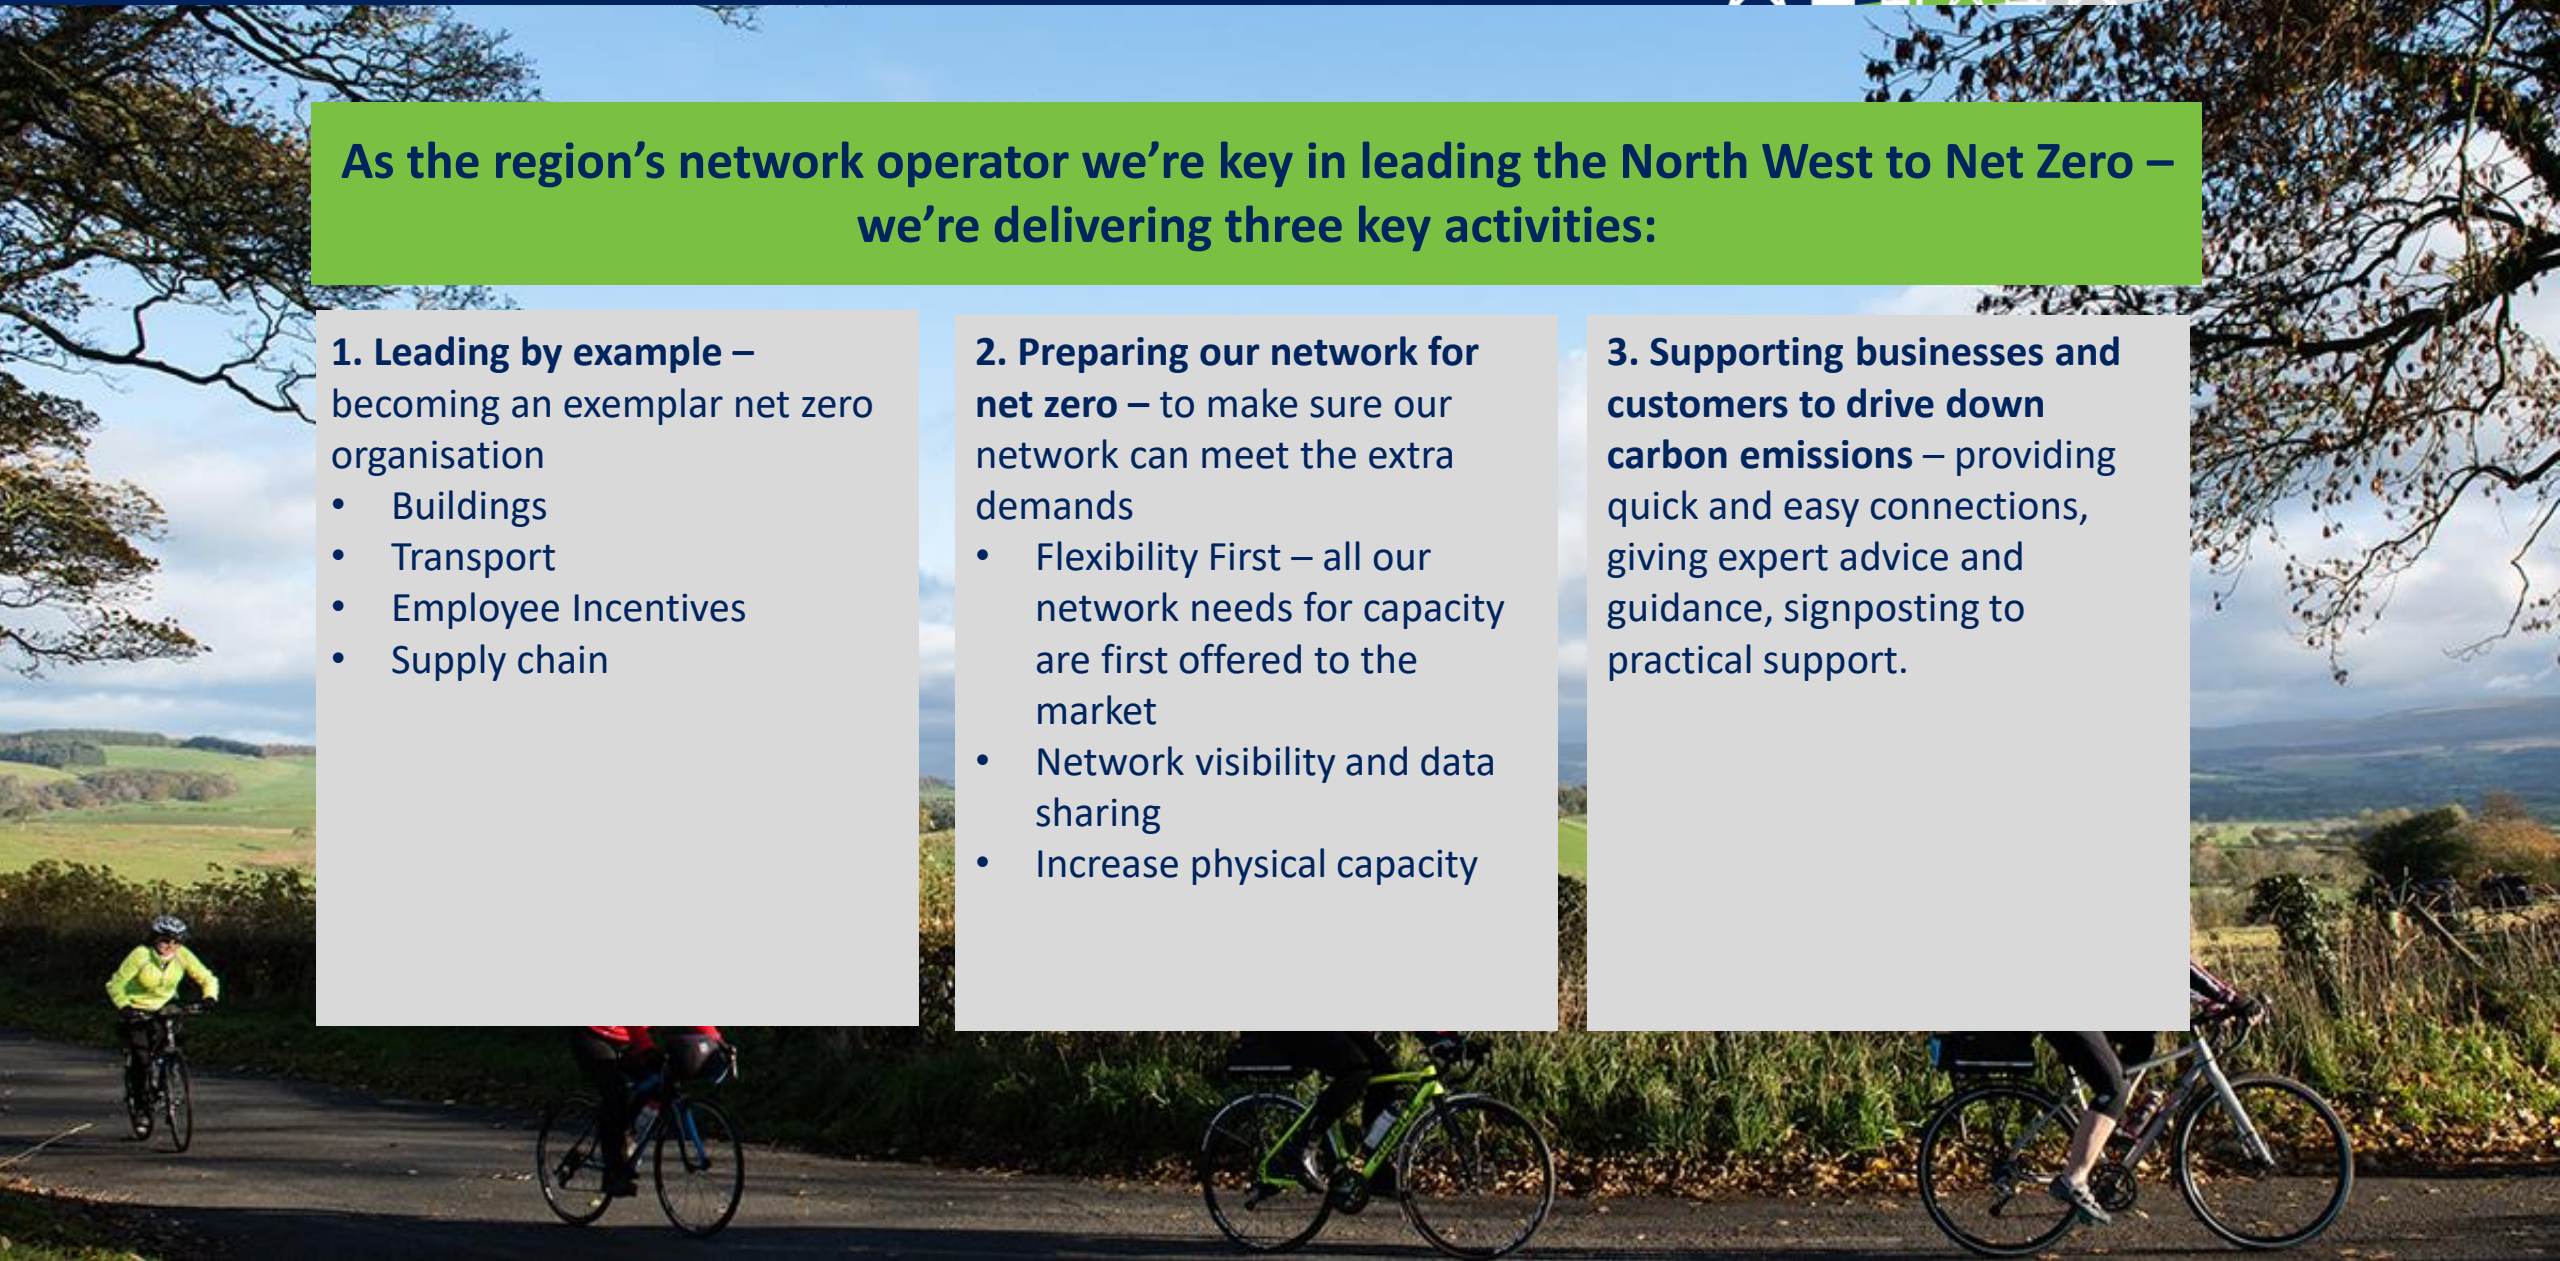 As the region’s network operator we’re key in leading the North West to Net Zero –
we’re delivering three key activities:
1. Leading by example –
becoming an exemplar net zero
organisation
• Buildings
• Transport
• Employee Incentives
• Supply chain
2. Preparing our network for
net zero – to make sure our
network can meet the extra
demands
• Flexibility First – all our
network needs for capacity
are first offered to the
market
• Network visibility and data
sharing
• Increase physical capacity
3. Supporting businesses and
customers to drive down
carbon emissions – providing
quick and easy connections,
giving expert advice and
guidance, signposting to
practical support.